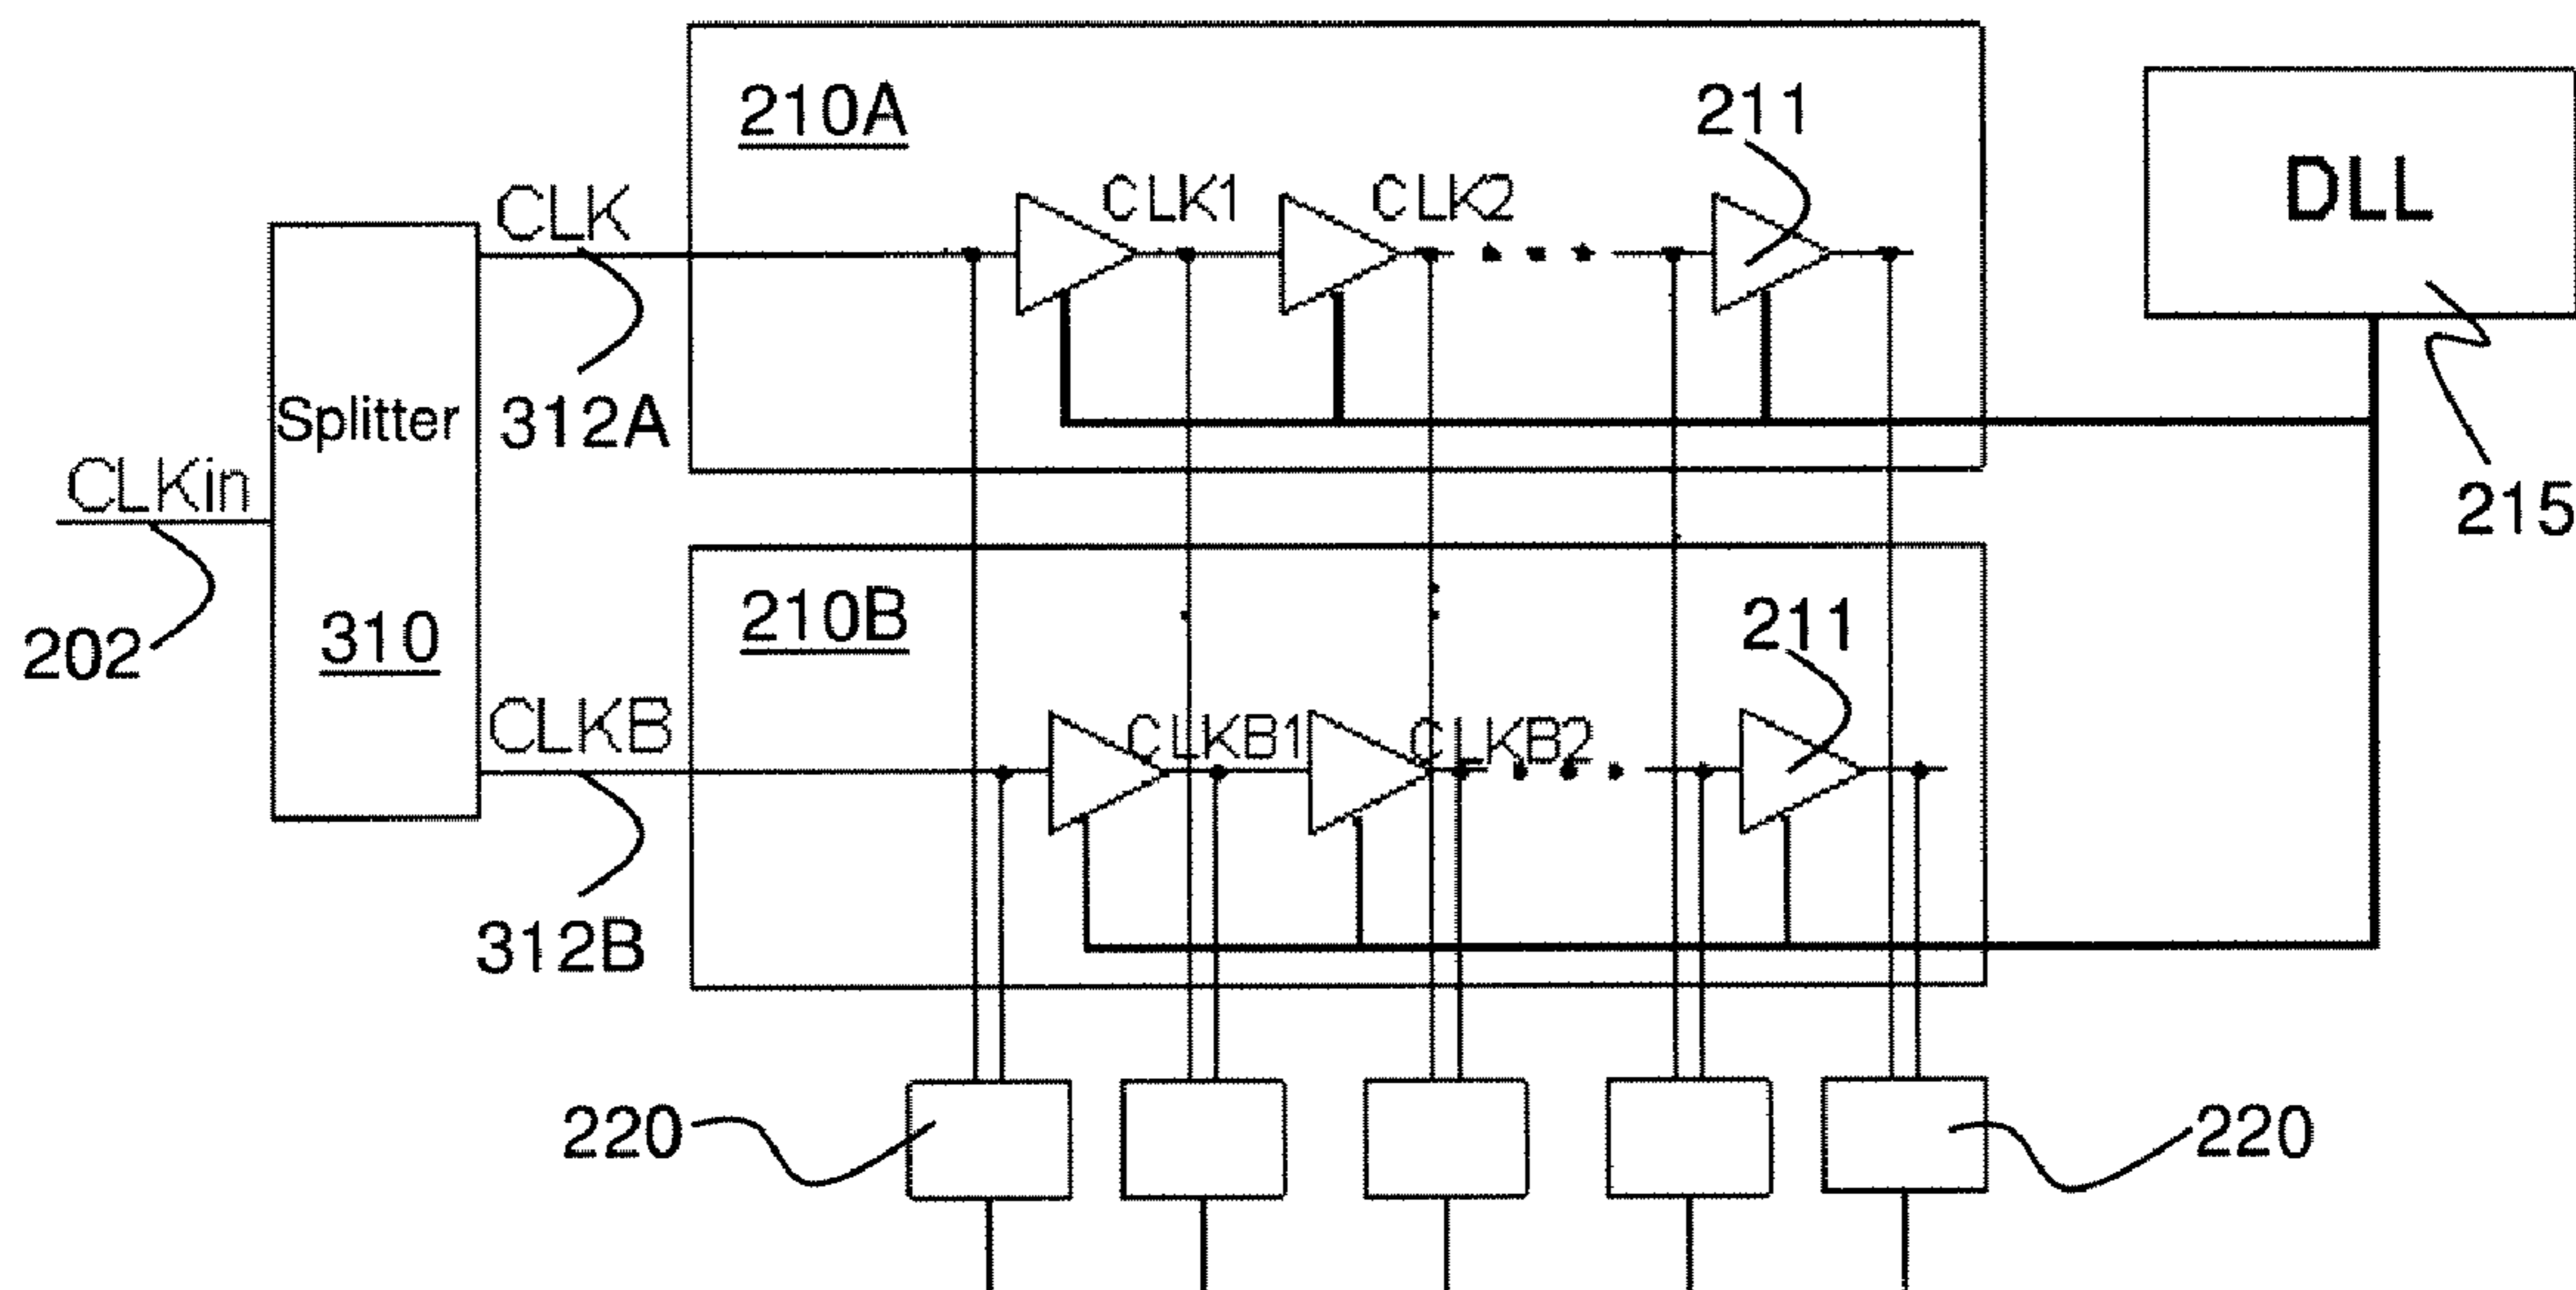 210A
211
DLL
CLK
CLK1
CLK2
Splitter
312A
CLKin
215
210B
211
310
202
CLKB
CLKB1
CLKB2
312B
220
220